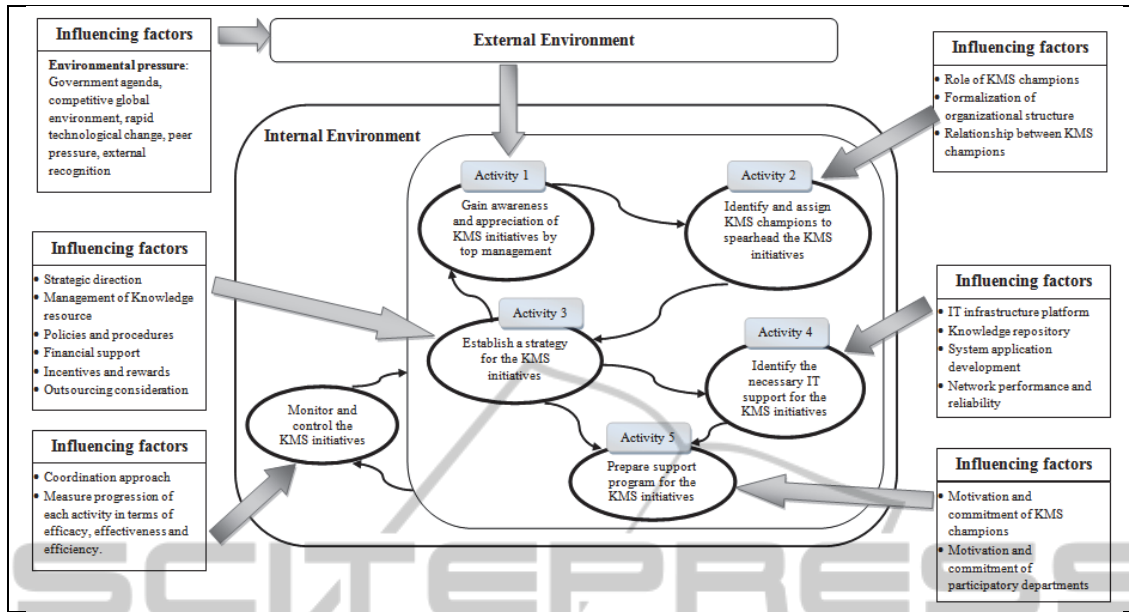 Influencing factors
Environmental pressure:
Government agenda,
competitive global
environment, rapid
technological change, peer
pressure, external
recognition
External Environment
Influencing factors
• Role of KMS champions
• Formalization of
organizational structure
• Relationship between KMS
champions
Internal Environment
Activity 1
Gain awareness
and appreciation of
KMS initiatives by
top management
Activity 2
Identify and assign
KMS champions to
spearhead the KMS
initiatives
Influencing factors
• Strategic direction
• Management of Knowledge
resource
• Policies and procedures
• Financial support
• Incentives and rewards
• Outsourcing consideration
Activity 3
Establish a strategy
for the KMS
initiatives
Activity 4
Identify the
necessary IT
support for the
KMS initiatives
Influencing factors
• IT infrastructure platform
• Knowledge repository
• System application
development
• Network performance and
reliability
Monitor and
control the
KMS initiatives
Activity 5
Prepare support
program for the
KMS initiatives
Influencing factors
• Coordination approach
• Measure progression of
each activity in terms of
efficacy, effectiveness and
efficiency.
Influencing factors
• Motivation and
commitment of KMS
champions
• Motivation and
commitment of
participatory departments
SCITEPRESS